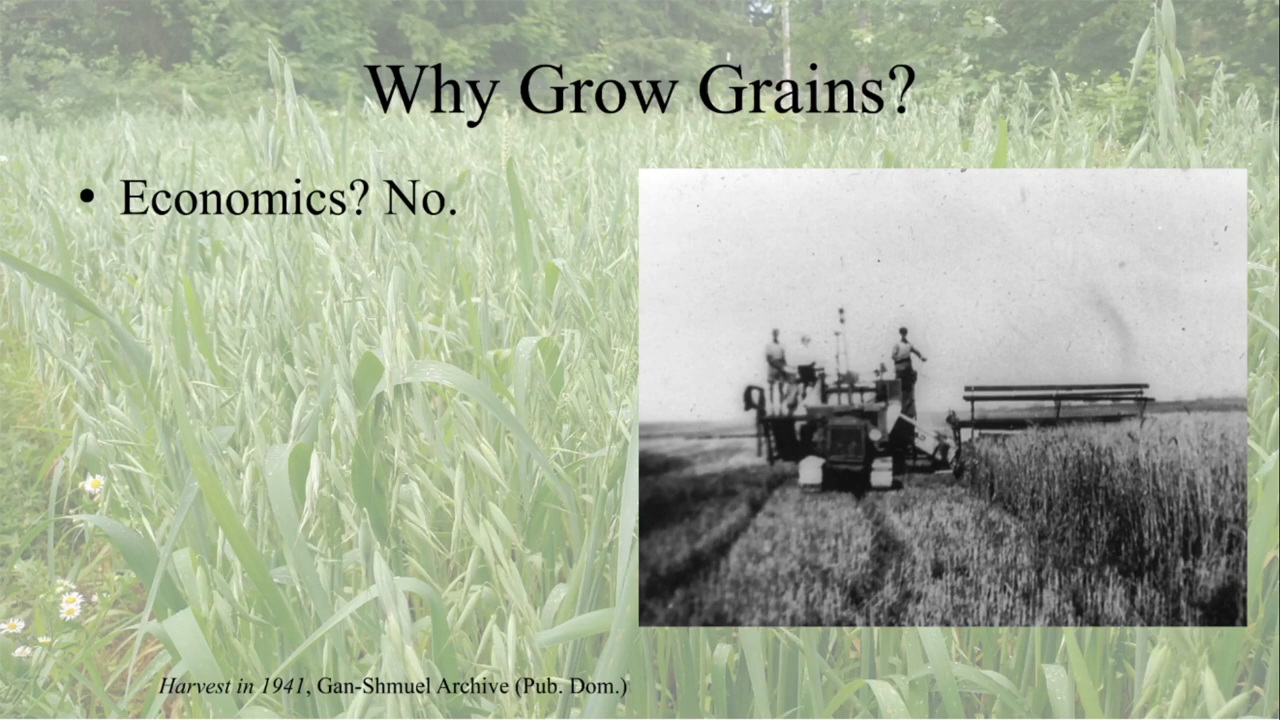 Why Grow Grains?
• Economics? No.
Harvest in 1941, Gan-Shmuel Archive (Pub. Dom.)